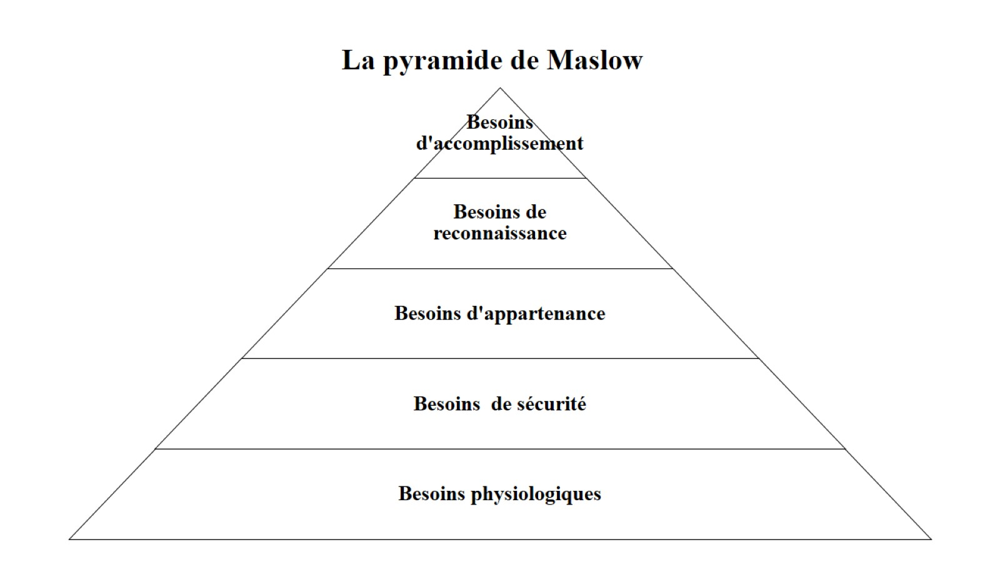 La pyramide de Maslow
Besoins
d'accomplissement
Besoins de
reconnaissance
Besoins d'appartenance
Besoins  de sécurité
Besoins physiologiques